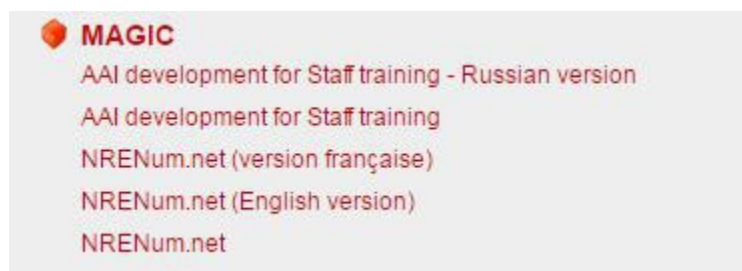 MAGIC
AAI development for Staff training - Russian version
AAI development for Staff training
NRENum.net (version française)
NRENum.net (English version)
NRENum.net